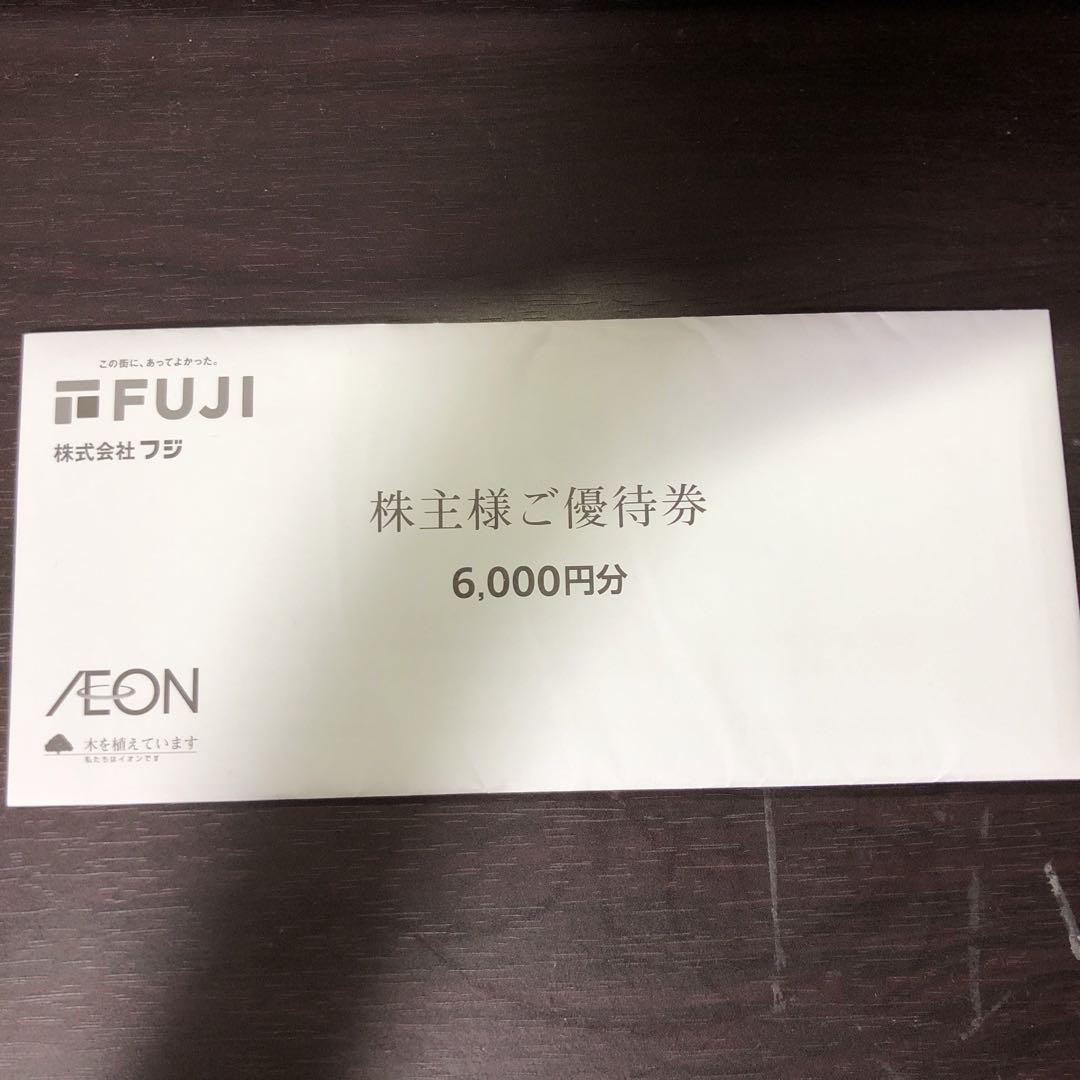 この街に、あってよかった。
FUJI
株式会社フジ
株主様ご優待券
6,000円分
ÆON
木を植えています
私たちはイオンです